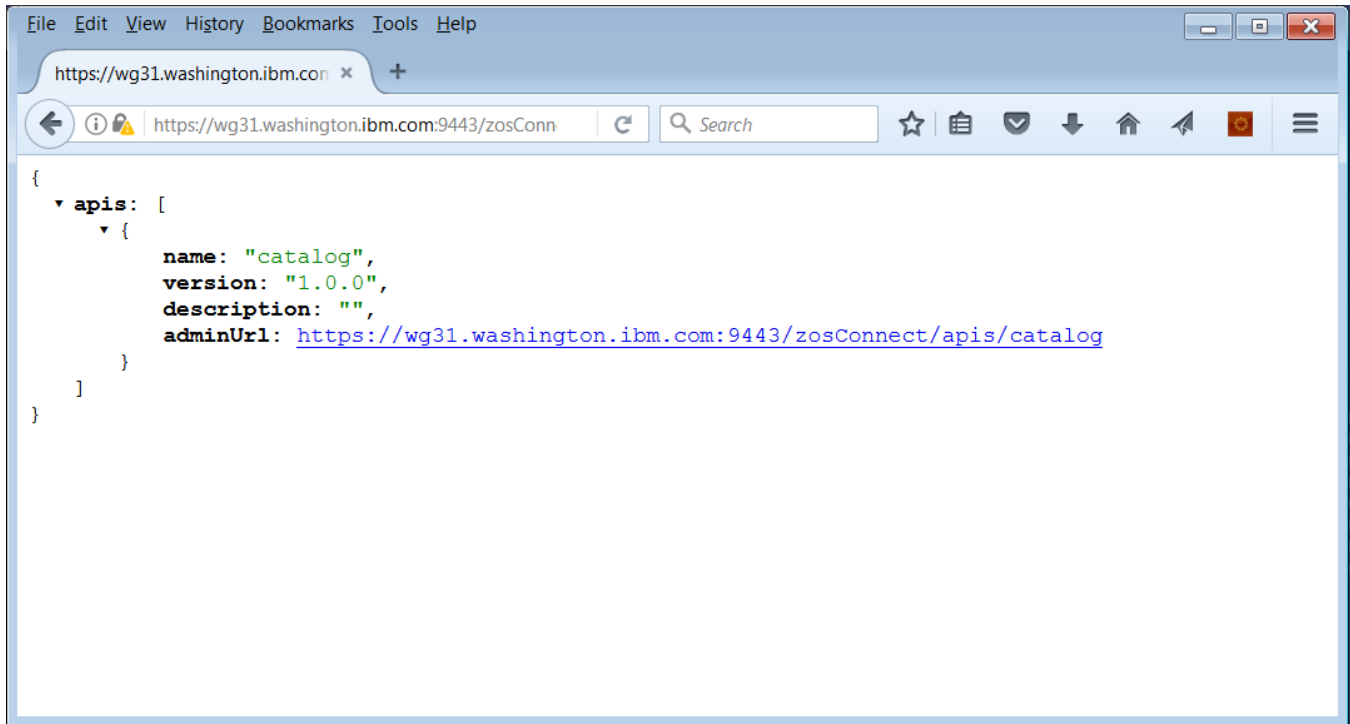 File Edit View History Bookmarks Tools Help
https://wg31.washington.ibm.con
https://wg31.washington.ibm.com:9443/zosConn
Search
{
apis: [
{
name: "catalog",
version: "1.0.0",
description: "",
adminUrl: https://wg31.washington.ibm.com:9443/zosConnect/apis/catalog
}
]
}